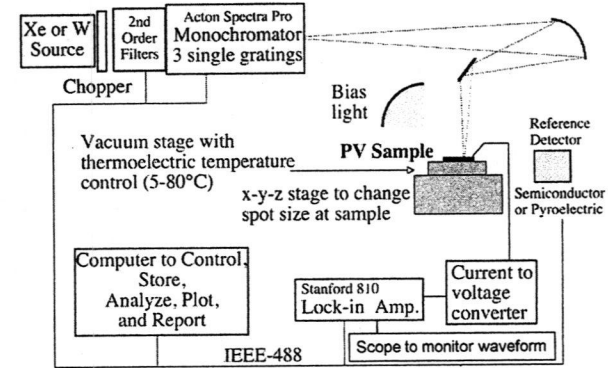 Xe or W
Source
2nd
Order
Filters
Acton Spectra Pro
Monochromator
3 single gratings
Chopper
Bias
light
Reference
Detector
Vacuum stage with
thermoelectric temperature
control (5-80°C)
PV Sample
x-y-z stage to change
spot size at sample
Semiconductor
or Pyroelectric
Computer to Control,
Store,
Analyze, Plot,
and Report
Stanford 810
Lock-in Amp.
Current to
voltage
converter
Scope to monitor waveform
IEEE-488